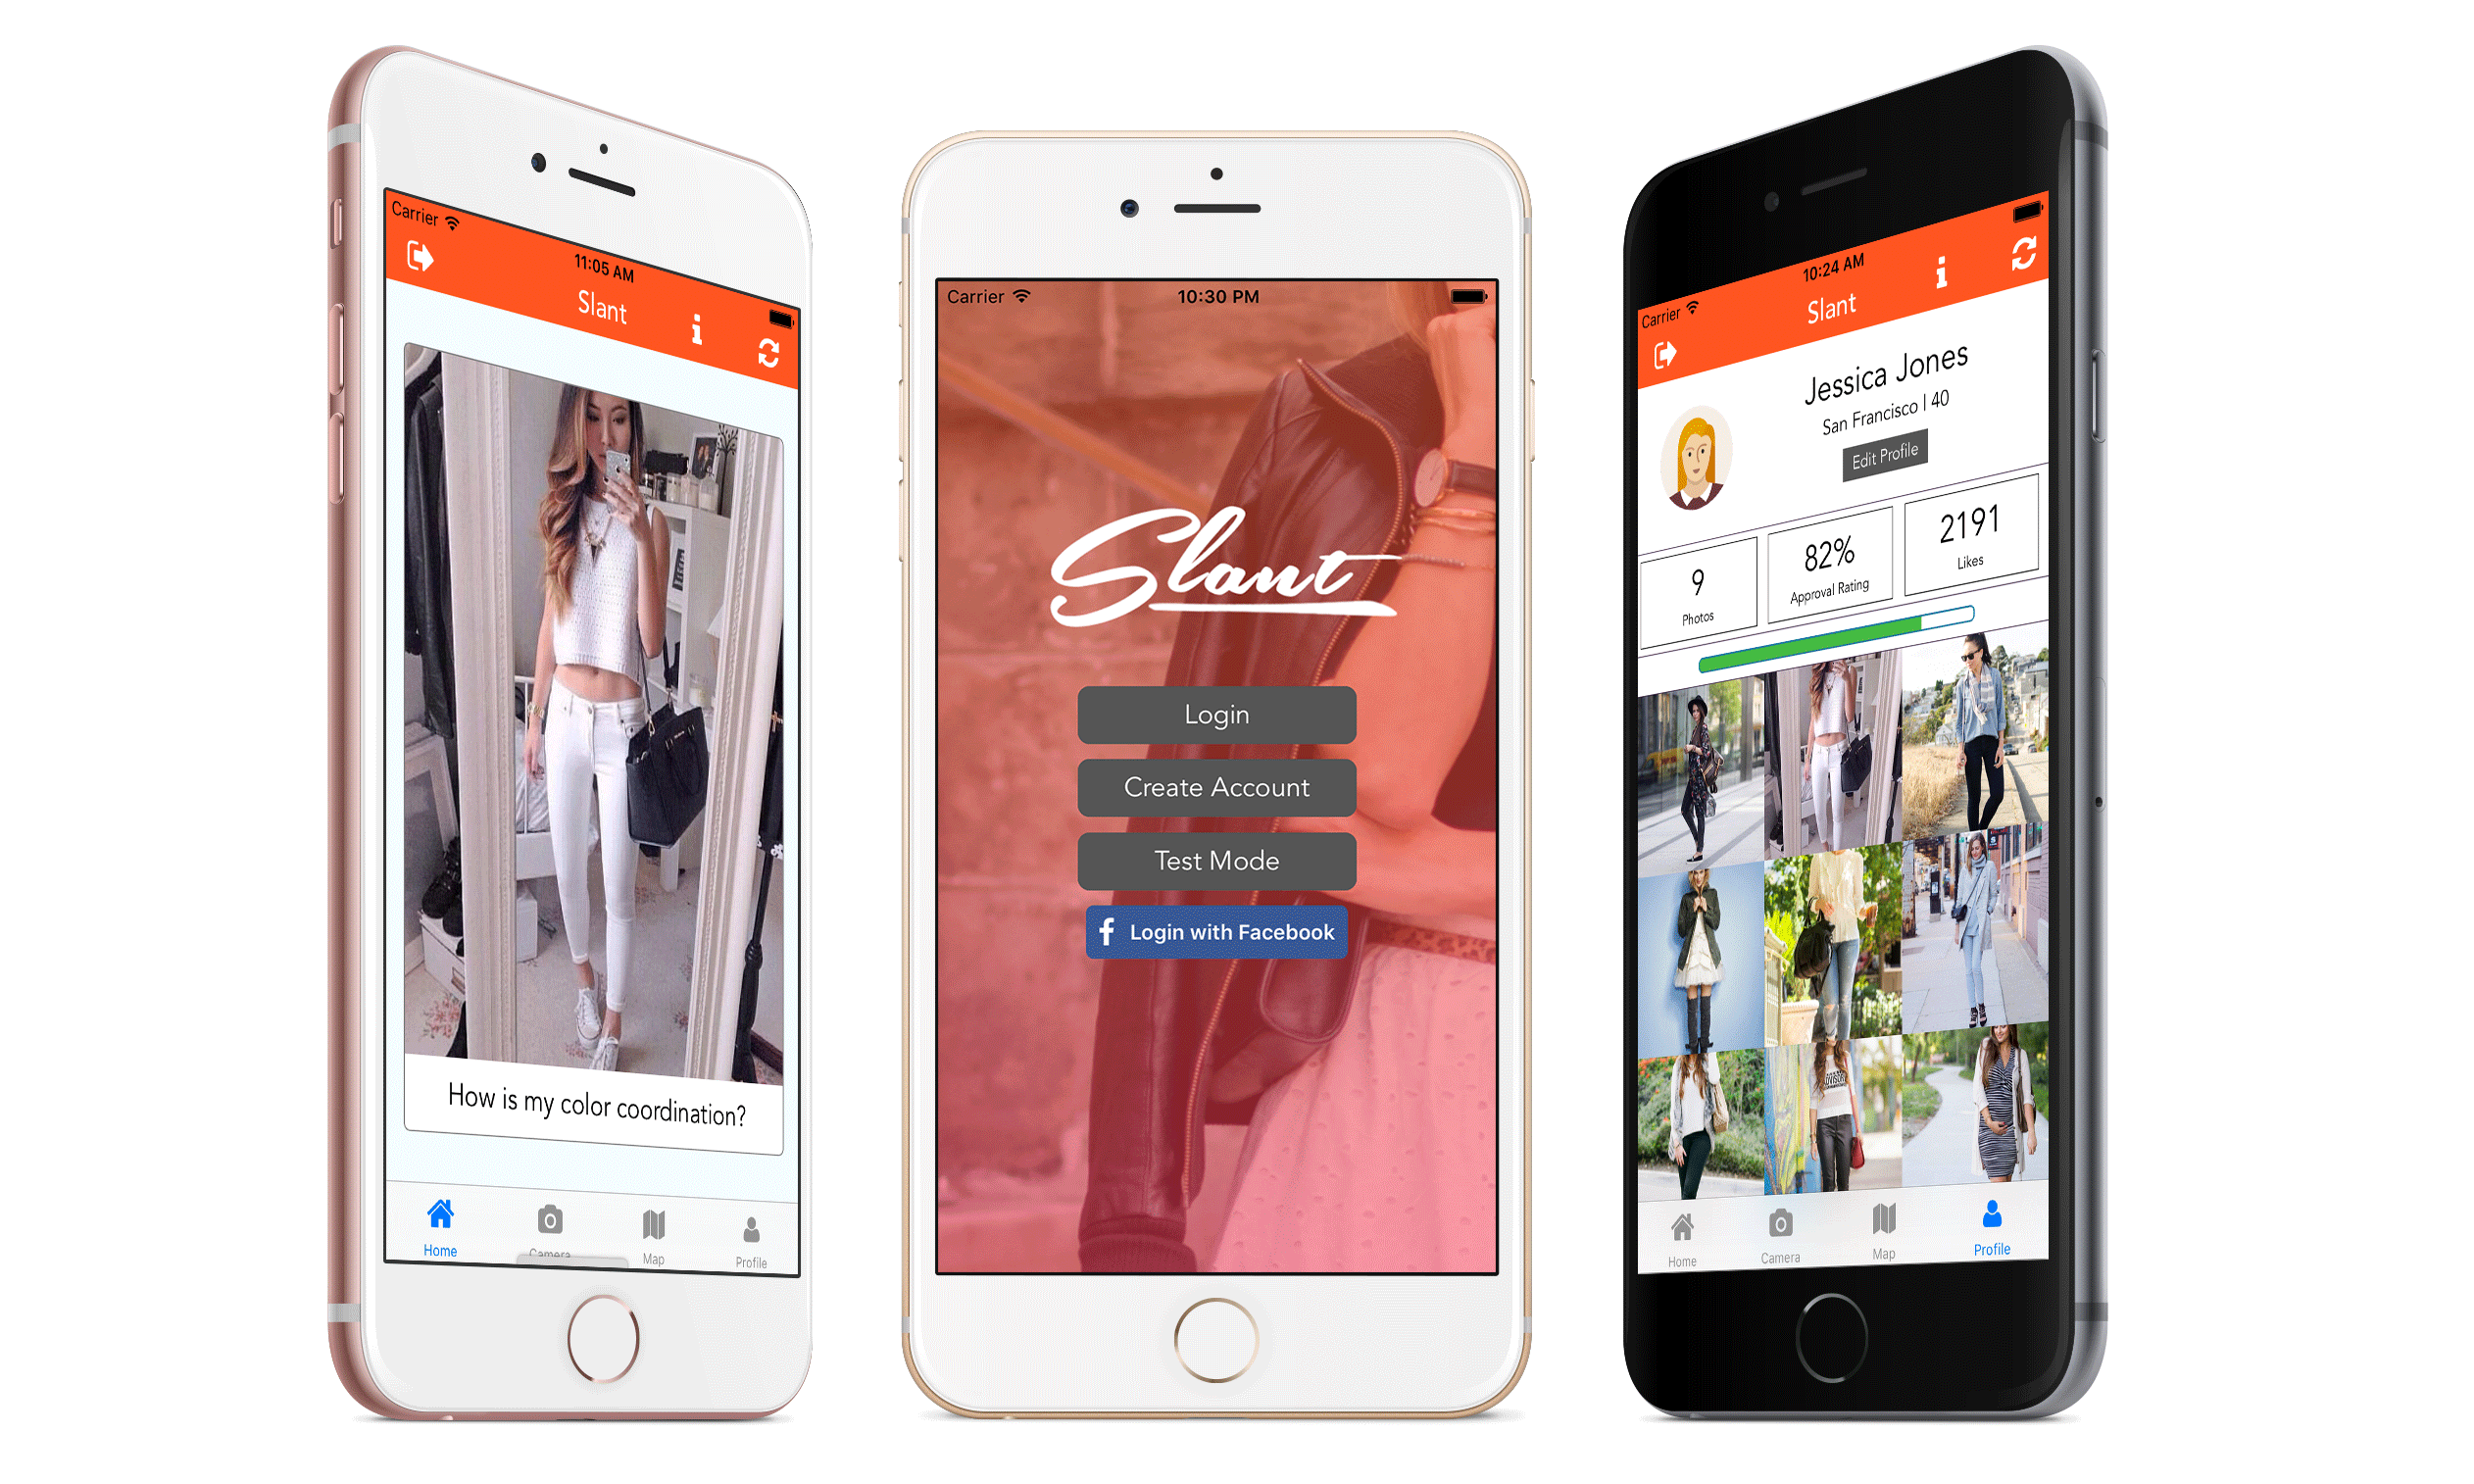 Carrier
11:05 AM
Slant
How is my color coordination?
Home
Camera
Map
Profile
Carrier
10:30 PM
Slant
Login
Create Account
Test Mode
f Login with Facebook
Carrier
10:24 AM
Slant
Jessica Jones
San Francisco | 40
Edit Profile
9
Photos
82%
Approval Rating
2191
Likes
ADVISORY
Home
Camera
Map
Profile